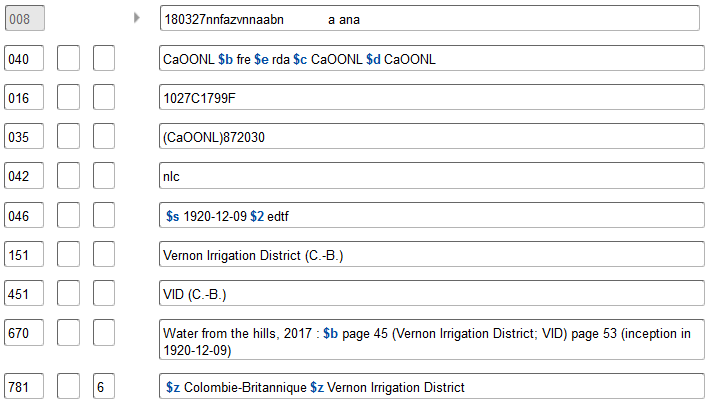 008 180327nnfazvnnaabn a ana
040 CaOONL $b fre $e rda $c CaOONL $d CaOONL
016 1027C1799F
035 (CaOONL)872030
042 nlc
046 $s 1920-12-09 $2 edtf
151 Vernon Irrigation District (C.-B.)
451 VID (C.-B.)
670 Water from the hills, 2017 : $b page 45 (Vernon Irrigation District; VID) page 53 (inception in
1920-12-09)
781 6 $z Colombie-Britannique $z Vernon Irrigation District